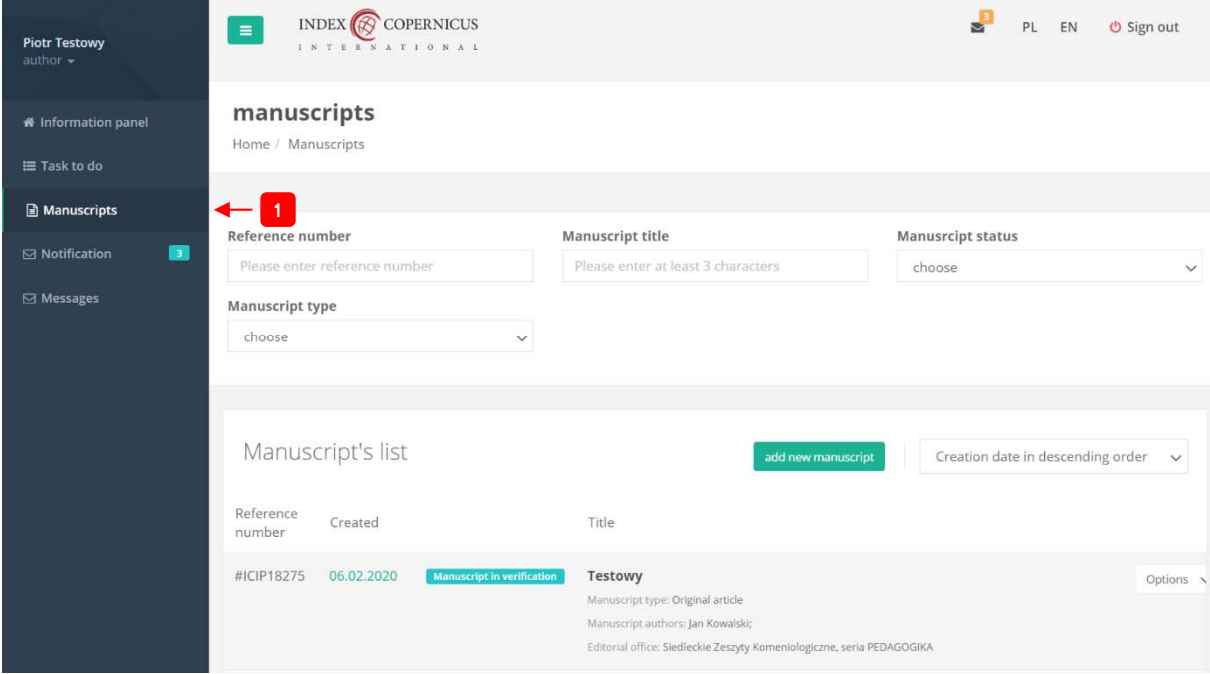 Piotr Testowy
author
Information panel
Task to do
Manuscripts
Notification 3
Messages
INDEX COPERNICUS
INTERNATIONAL
3
PL EN Sign out
manuscripts
Home / Manuscripts
1
Reference number Manuscript title Manusrcipt status
Please enter reference number Please enter at least 3 characters choose
Manuscript type
choose
Manuscript's list add new manuscript Creation date in descending order
Reference
number Created Title
#ICIP18275 06.02.2020 Manuscript in verification Testowy Options
Manuscript type: Original article
Manuscript authors: Jan Kowalski;
Editorial office: Siedleckie Zeszyty Komeniologiczne, seria PEDAGOGIKA